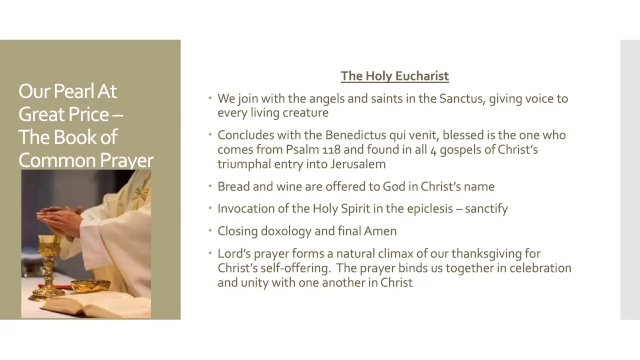 Our Pearl At
Great Price –
The Book of
Common Prayer
The Holy Eucharist
• We join with the angels and saints in the Sanctus, giving voice to
every living creature
• Concludes with the Benedictus qui venit, blessed is the one who
comes from Psalm 118 and found in all 4 gospels of Christ's
triumphal entry into Jerusalem
• Bread and wine are offered to God in Christ's name
• Invocation of the Holy Spirit in the epiclesis – sanctify
• Closing doxology and final Amen
• Lord's prayer forms a natural climax of our thanksgiving for
Christ's self-offering. The prayer binds us together in celebration
and unity with one another in Christ